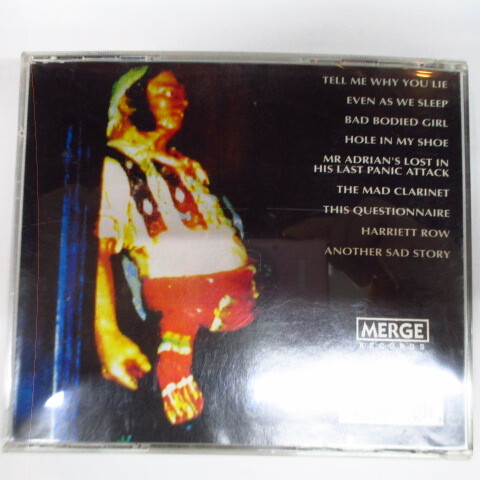 TELL ME WHY YOU LIE
EVEN AS WE SLEEP
BAD BODIED GIRL
HOLE IN MY SHOE
MR ADRIAN'S LOST IN
HIS LAST PANIC ATTACK
THE MAD CLARINET
THIS QUESTIONNAIRE
HARRIETT ROW
ANOTHER SAD STORY
MERGE
RECORDS